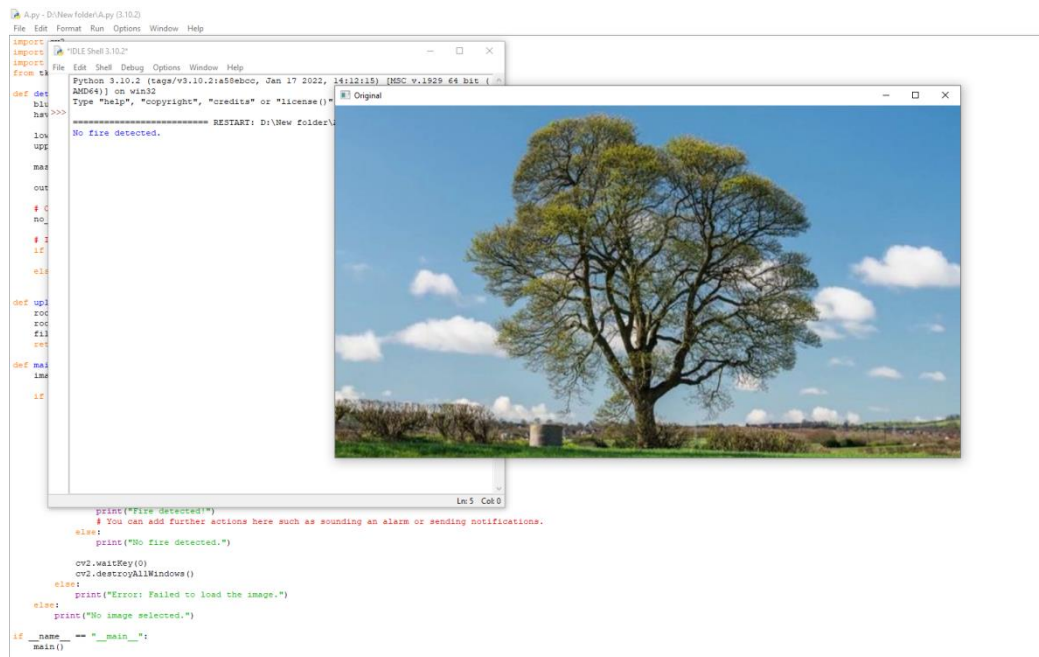 A.py - D:\New folder\A.py (3.10.2)
File Edit Format Run Options Window Help
import
import
import
from tk
def det
blu
hsv
low
upp
mas
out
# C
no_
# I
if
els
def upl
roo
roo
fil
ret
def mai
ima
if
*IDLE Shell 3.10.2*
File Edit Shell Debug Options Window Help
Python 3.10.2 (tags/v3.10.2:a58ebcc, Jan 17 2022, 14:12:15) [MSC v.1929 64 bit (
AMD64)] on win32
Type "help", "copyright", "credits" or "license()"
>>>
========================== RESTART: D:\New folder\
No fire detected.
Ln: 5 Col: 0
Original
print("Fire detected!")
# You can add further actions here such as sounding an alarm or sending notifications.
else:
print("No fire detected.")
cv2.waitKey(0)
cv2.destroyAllWindows()
else:
print("Error: Failed to load the image.")
else:
print("No image selected.")
if __name__ == "__main__":
main()